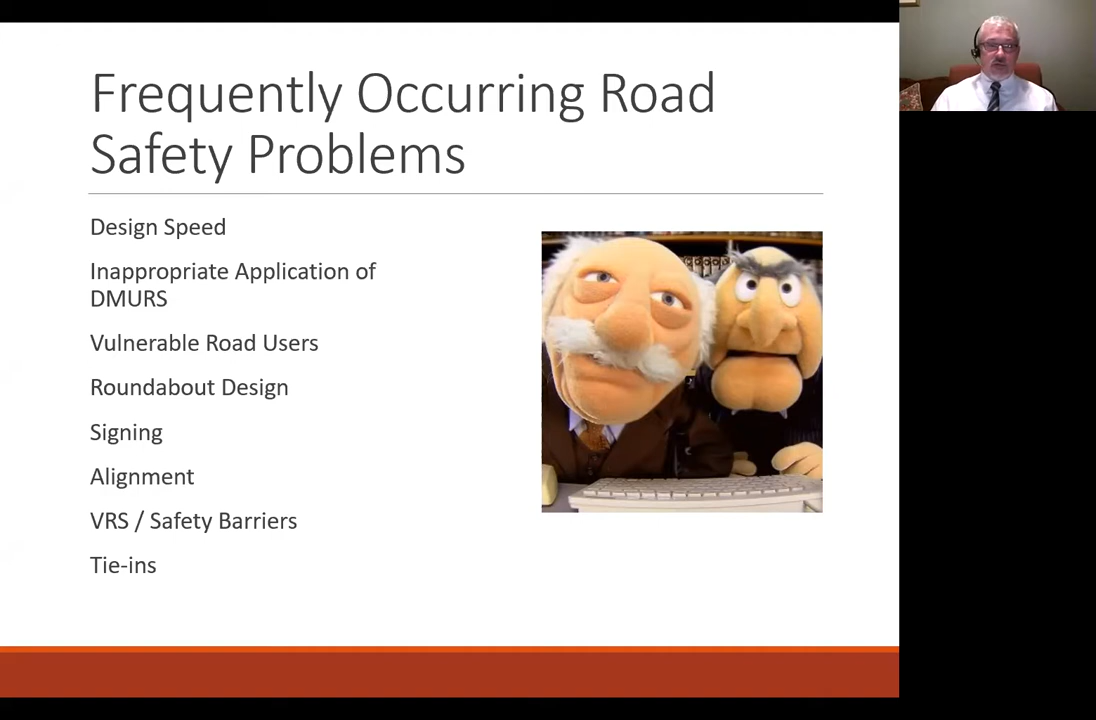 Frequently Occurring Road
Safety Problems
Design Speed
Inappropriate Application of
DMURS
Vulnerable Road Users
Roundabout Design
Signing
Alignment
VRS / Safety Barriers
Tie-ins